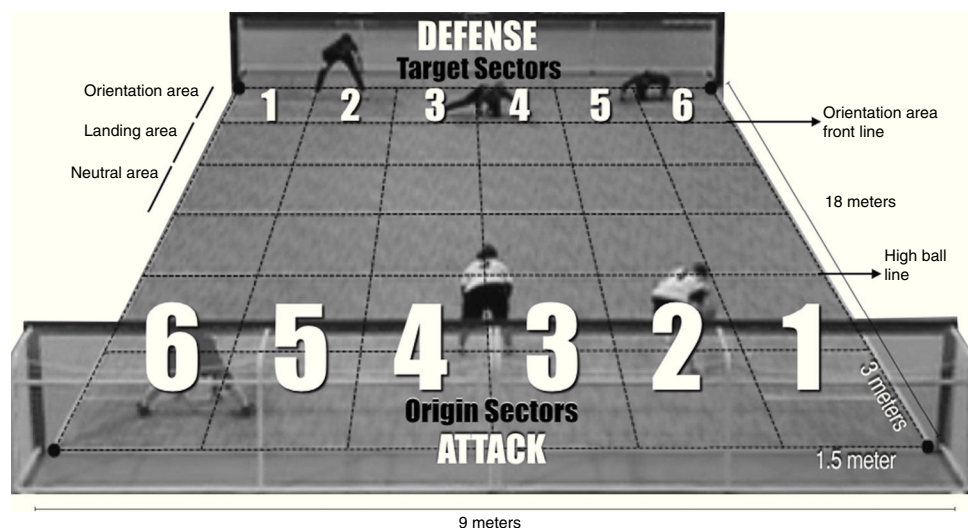 DEFENSE
Target Sectors
Orientation area
1 2 3 4 5 6
Orientation area
front line
Landing area
Neutral area
18 meters
High ball
line
6 5 4 3 2 1
3 meters
Origin Sectors
ATTACK
1.5 meter
9 meters